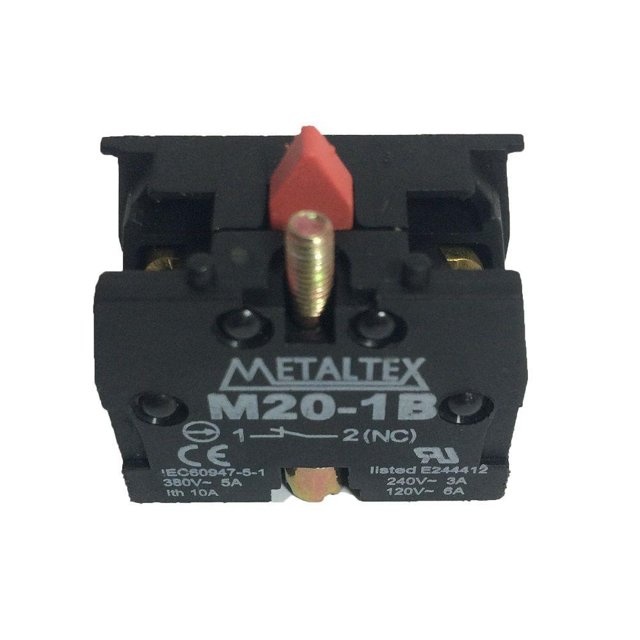 METALTEX
M20-1B
1 2 (NC)
CE
IEC60947-5-1
380V~ 5A
Ith 10A
RU
listed E244412
240V~ 3A
120V~ 6A